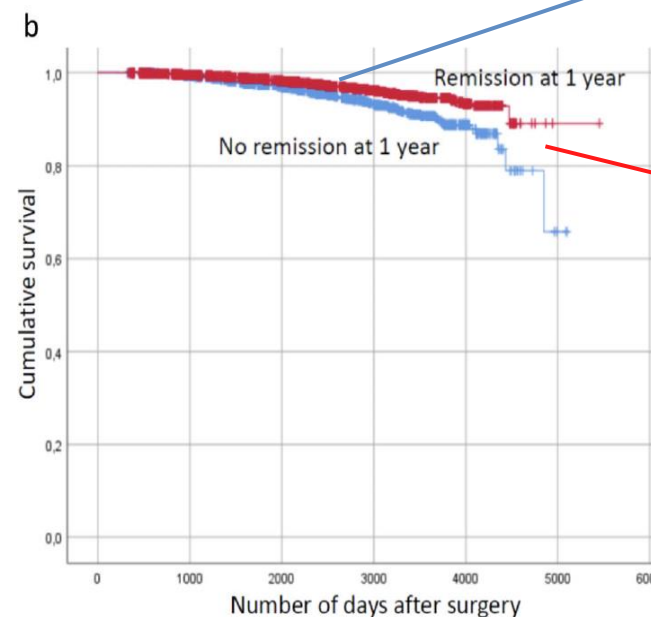 b
1,0
Remission at 1 year
No remission at 1 year
0,8
0,6
0,4
0,2
0,0
Cumulative survival
0 1000 2000 3000 4000 5000
Number of days after surgery